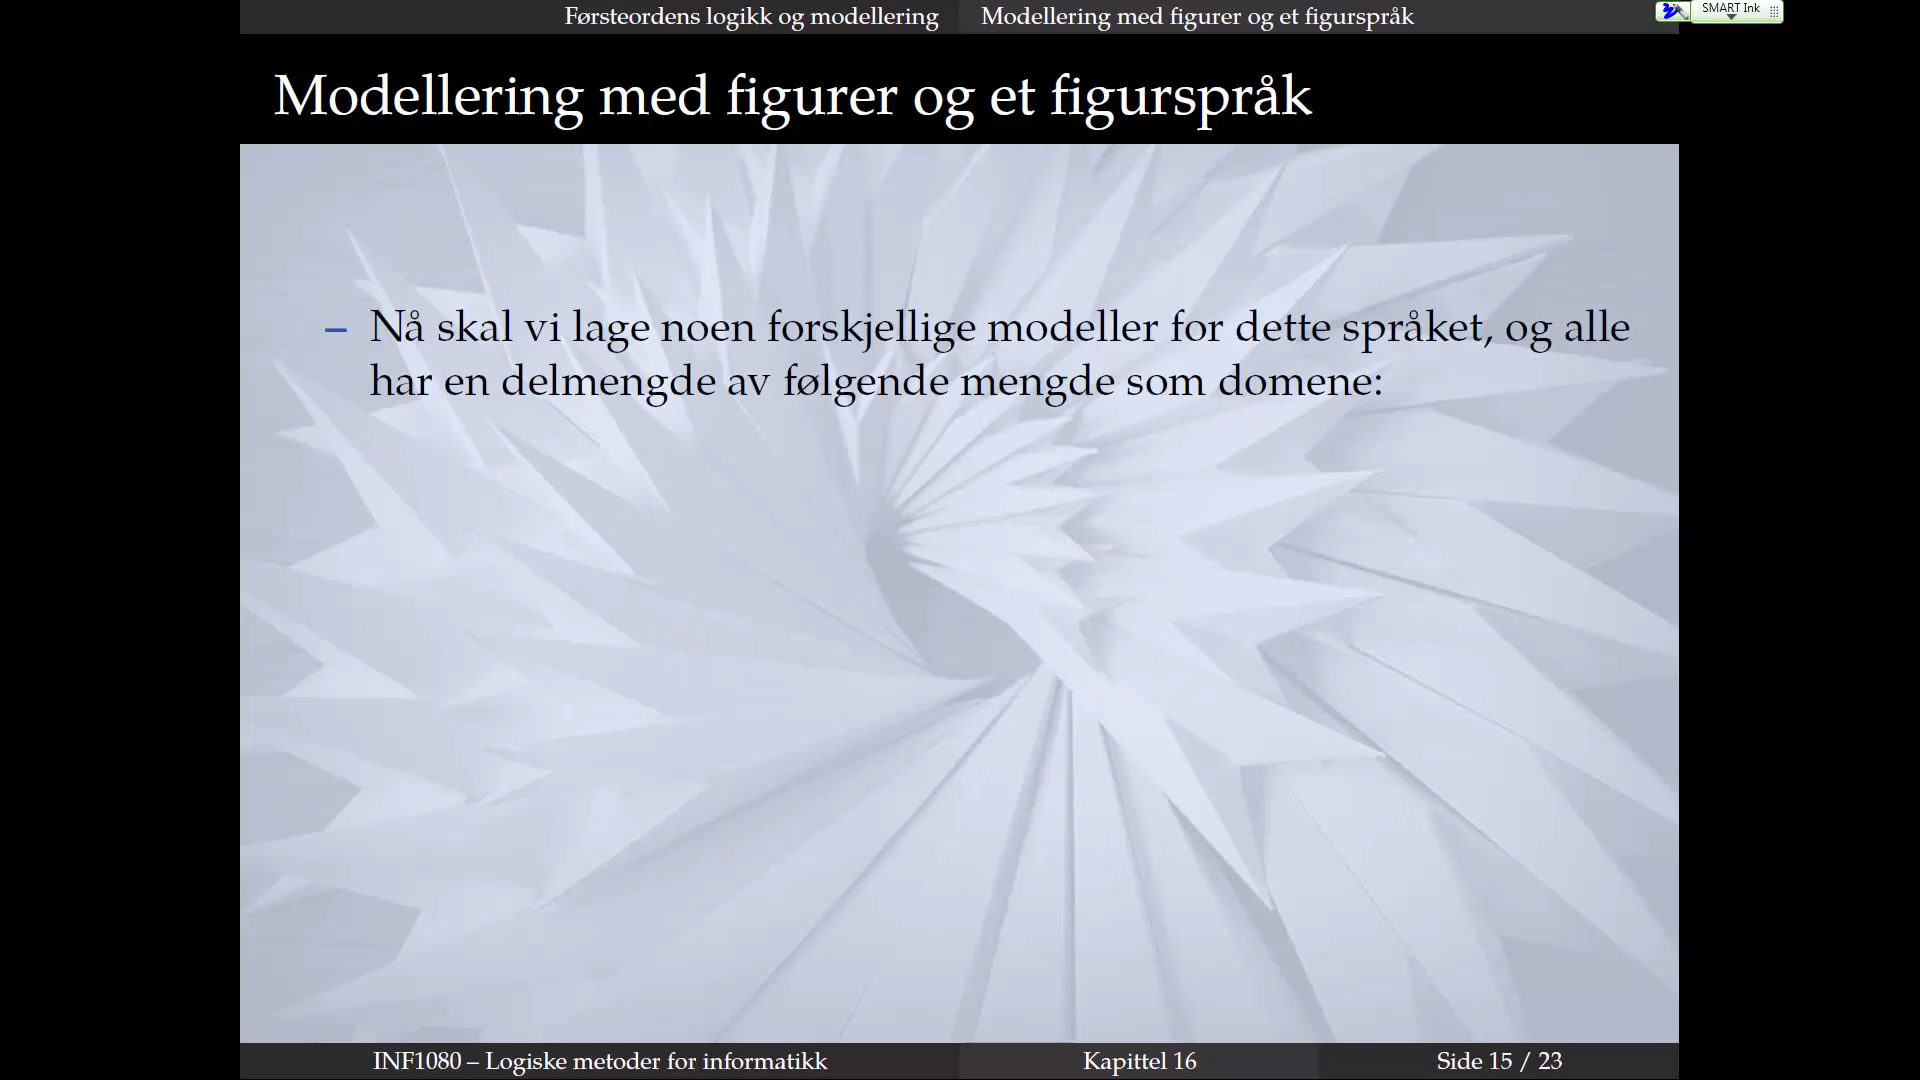 Førsteordens logikk og modellering
Modellering med figurer og et figurspråk
SMART Ink
Modellering med figurer og et figurspråk
– Nå skal vi lage noen forskjellige modeller for dette språket, og alle
har en delmengde av følgende mengde som domene:
INF1080 – Logiske metoder for informatikk
Kapittel 16
Side 15 / 23